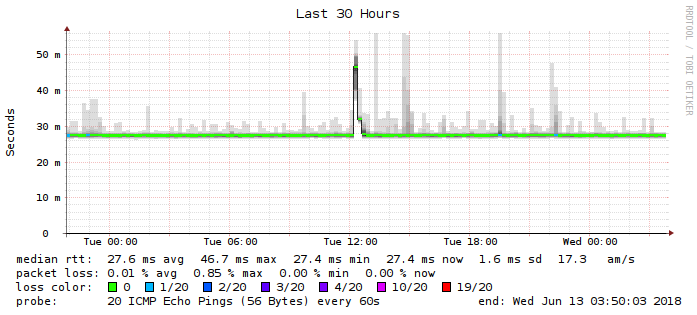 Last 30 Hours
RRDTOOL / TOBI OETIKER
Seconds
50 m
40 m
30 m
20 m
10 m
0
Tue 00:00 Tue 06:00 Tue 12:00 Tue 18:00 Wed 00:00
median rtt: 27.6 ms avg 46.7 ms max 27.4 ms min 27.4 ms now 1.6 ms sd 17.3 am/s
packet loss: 0.01 % avg 0.85 % max 0.00 % min 0.00 % now
loss color: 0 1/20 2/20 3/20 4/20 10/20 19/20
probe: 20 ICMP Echo Pings (56 Bytes) every 60s end: Wed Jun 13 03:50:03 2018